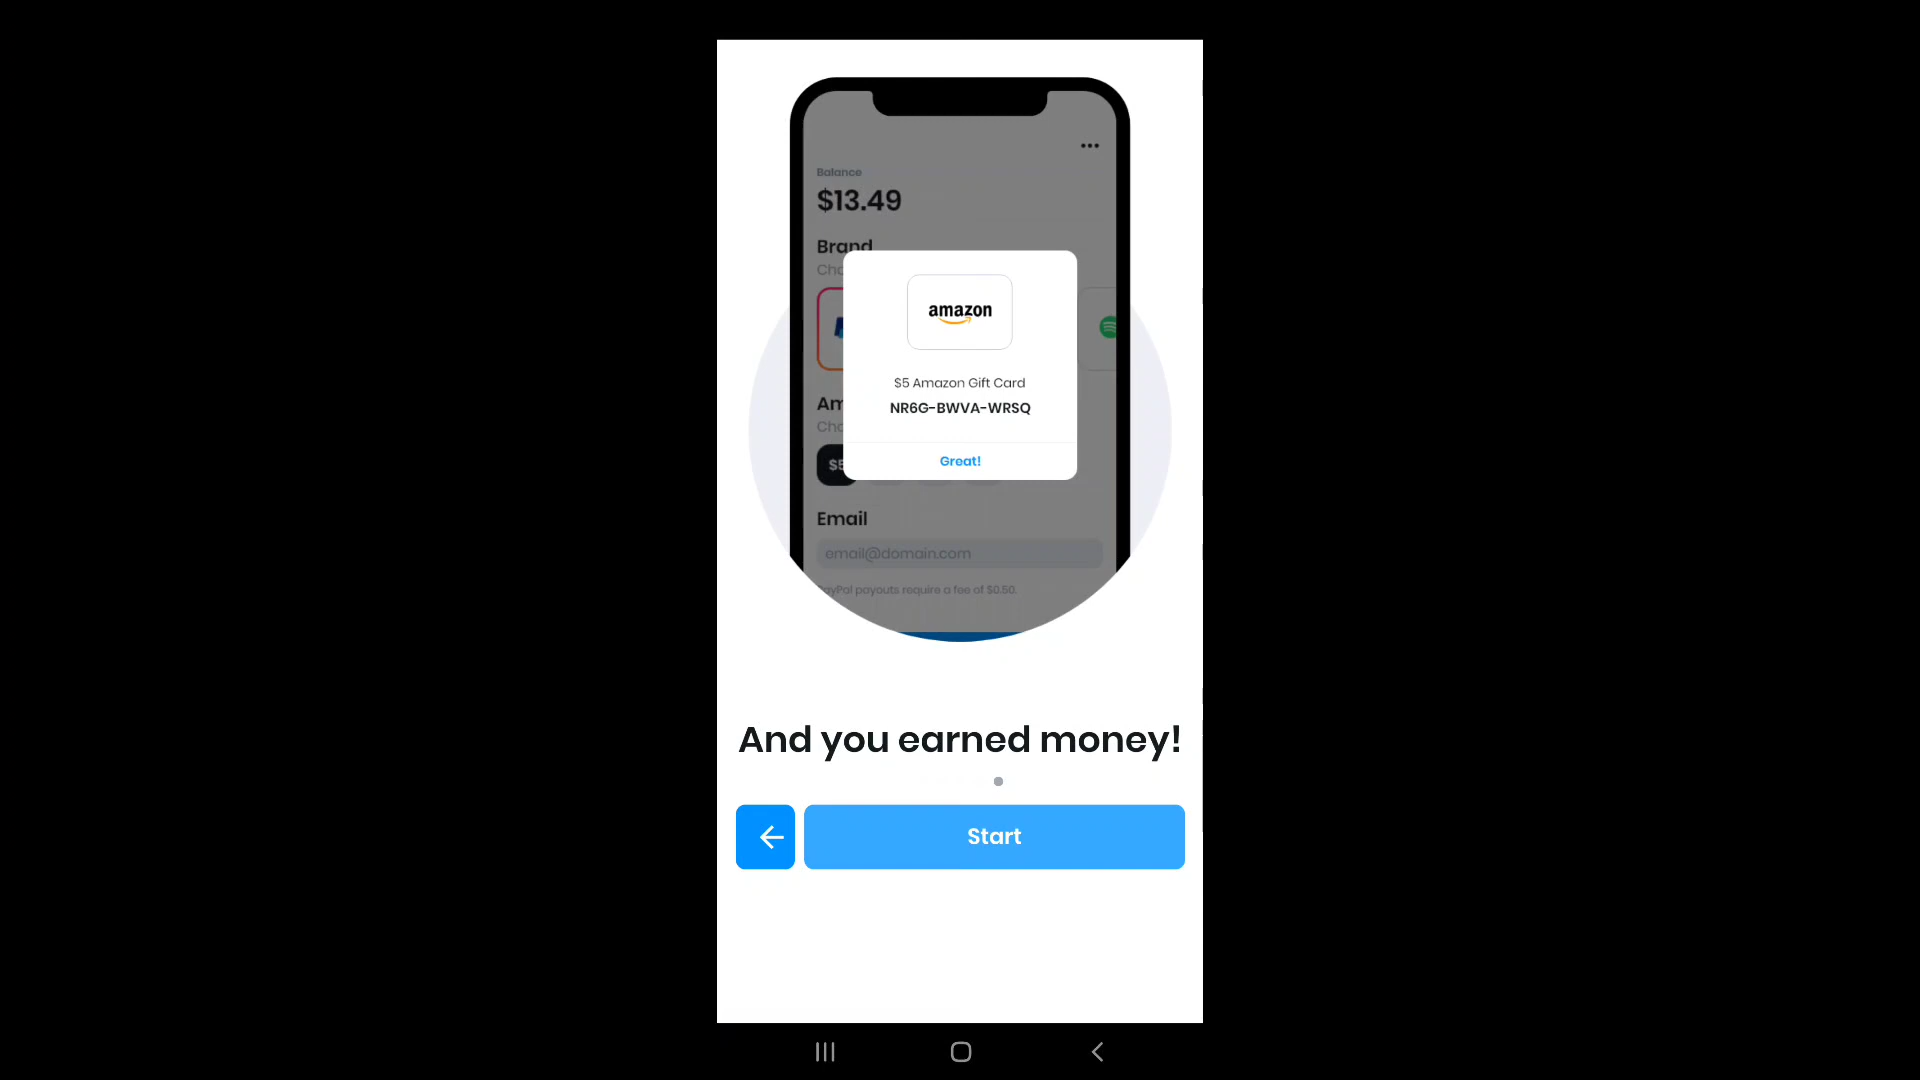 Balance
$13.49
Brand
Cho
amazon
$5 Amazon Gift Card
NR6G-BWVA-WRSQ
Am
Cho
$5
Great!
Email
email@domain.com
ayPal payouts require a fee of $0.50.
And you earned money!
Start